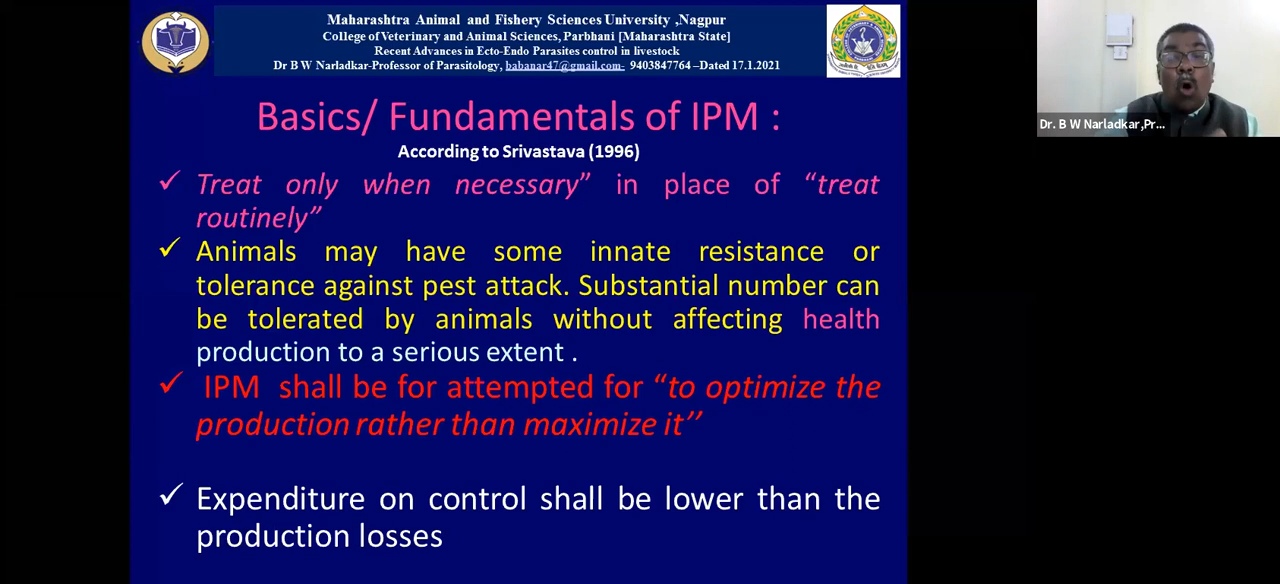 Maharashtra Animal and Fishery Sciences University ,Nagpur
College of Veterinary and Animal Sciences, Parbhani [Maharashtra State]
Recent Advances in Ecto-Endo Parasites control in livestock
Dr B W Narladkar-Professor of Parasitology, babanar47@gmail.com- 9403847764 –Dated 17.1.2021
Basics/ Fundamentals of IPM :
According to Srivastava (1996)
✓ Treat only when necessary” in place of “treat
routinely”
✓ Animals may have some innate resistance or
tolerance against pest attack. Substantial number can
be tolerated by animals without affecting health
production to a serious extent .
✓ IPM shall be for attempted for “to optimize the
production rather than maximize it’’
✓ Expenditure on control shall be lower than the
production losses
Dr. B W Narladkar,Pr...